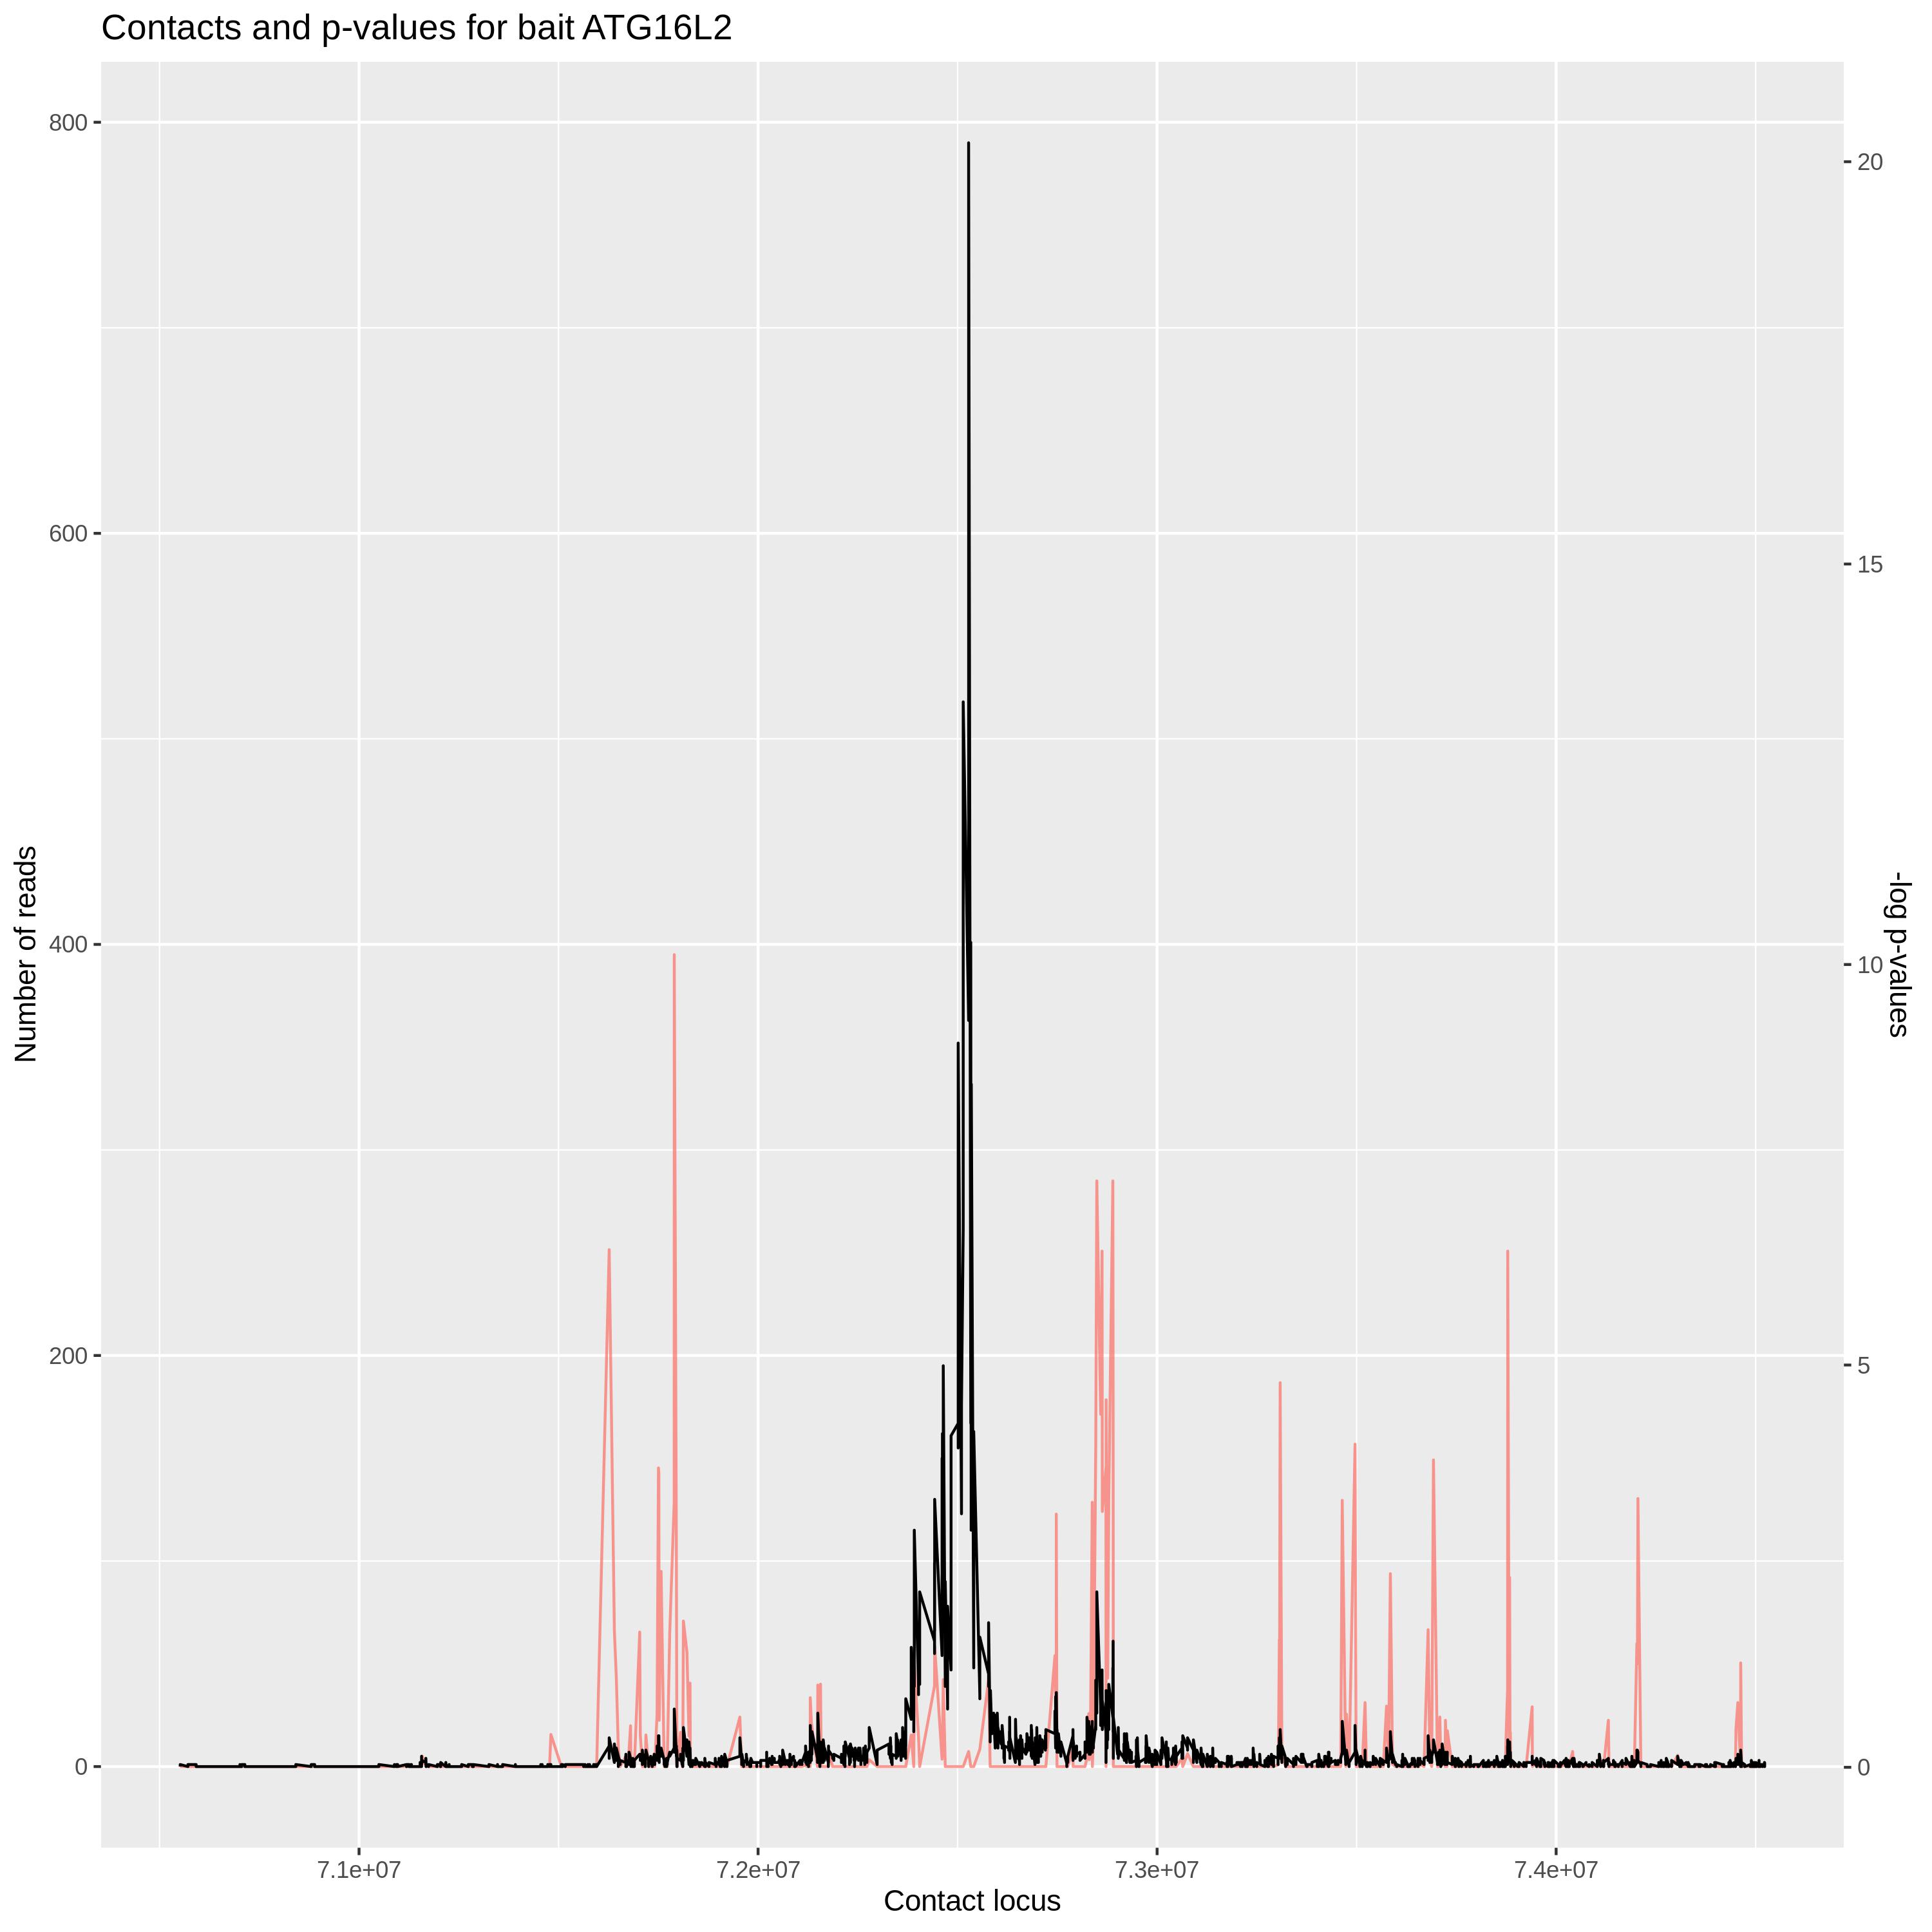 Contacts and p-values for bait ATG16L2
800
600
400
200
0
20
15
10
5
0
Number of reads
-log p-values
7.1e+07 7.2e+07 7.3e+07 7.4e+07
Contact locus